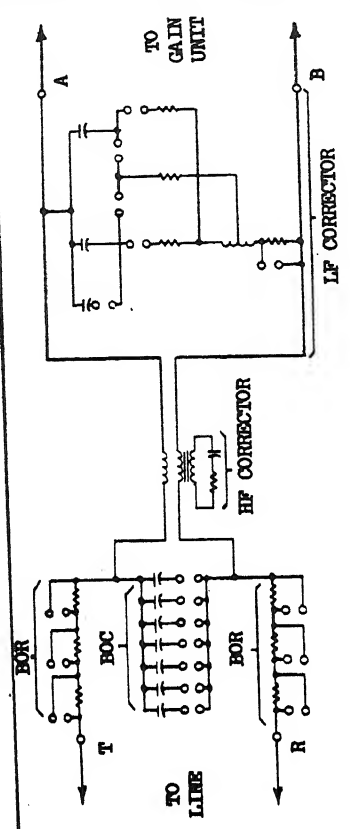 TO
GAIN
UNIT
A
B
LF CORRECTOR
HF CORRECTOR
BOR
BOC
BOR
T
R
TO
LINE